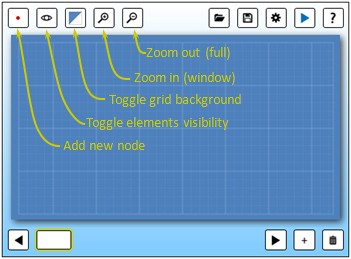 ?
Zoom out (full)
Zoom in (window)
Toggle grid background
Toggle elements visibility
Add new node
+